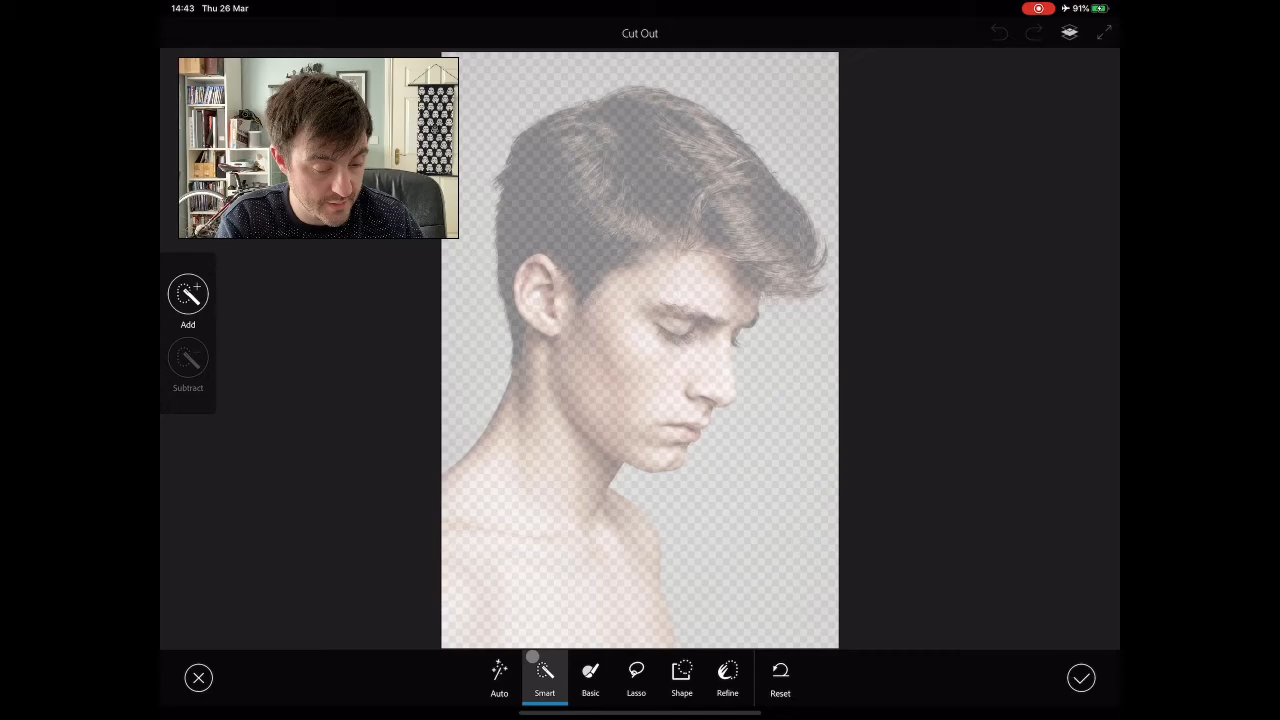 14:43 Thu 26 Mar
91%
Cut Out
Add
Subtract
Auto
Smart
Basic
Lasso
Shape
Refine
Reset